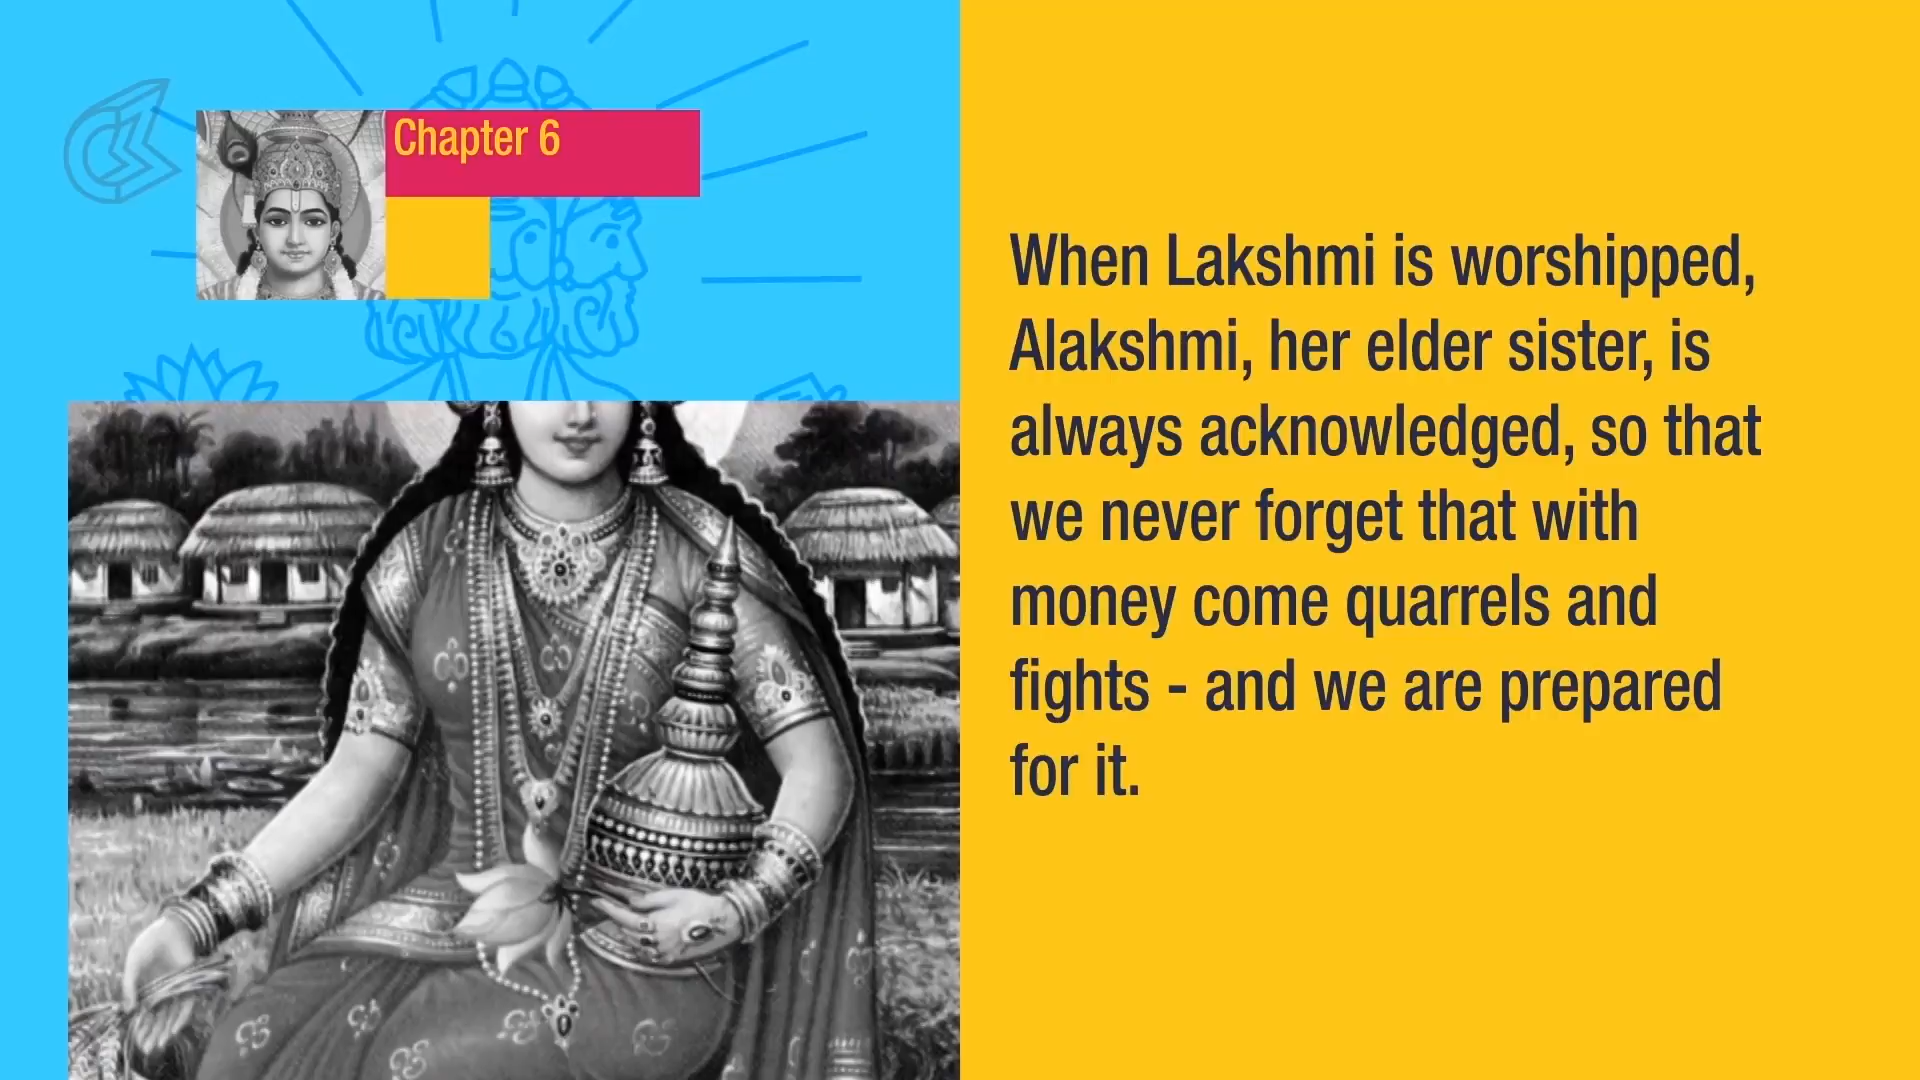 Chapter 6
When Lakshmi is worshipped,
Alakshmi, her elder sister, is
always acknowledged, so that
we never forget that with
money come quarrels and
fights - and we are prepared
for it.